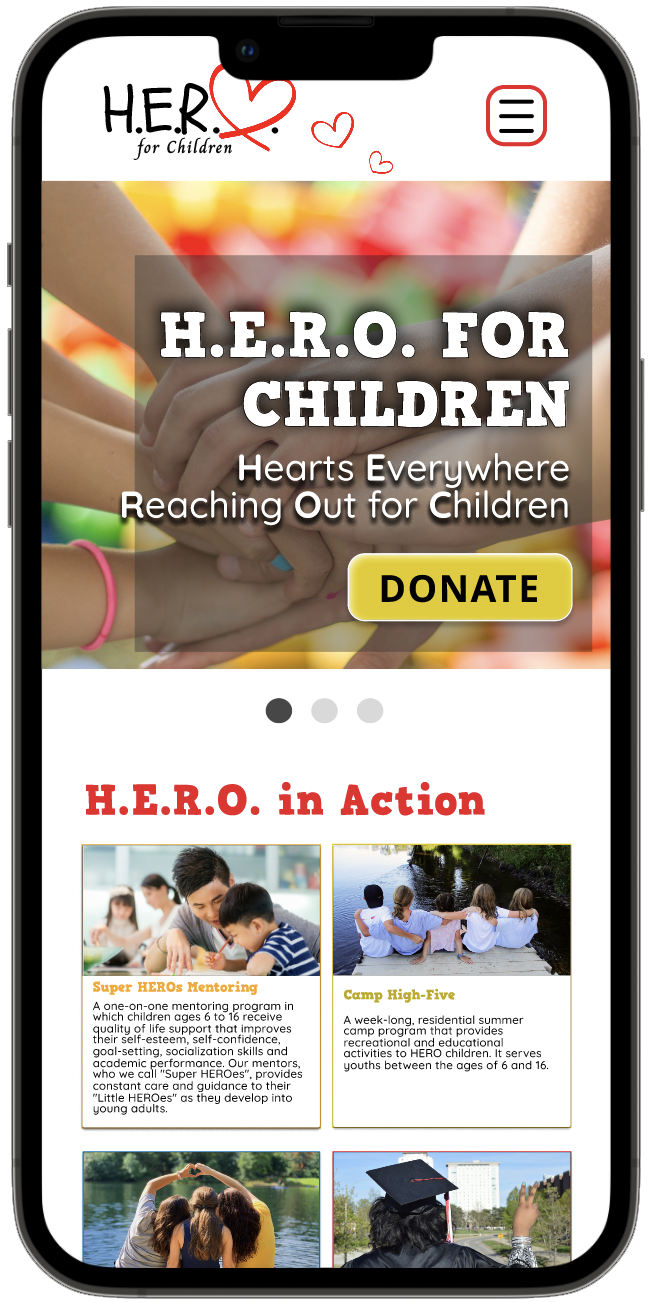 H.E.R.O.
for Children
H.E.R.O. FOR
CHILDREN
Hearts Everywhere
Reaching Out for Children
DONATE
H.E.R.O. in Action
Super HEROs Mentoring
A one-on-one mentoring program in
which children ages 6 to 16 receive
quality of life support that improves
their self-esteem, self-confidence,
goal-setting, socialization skills and
academic performance. Our mentors,
who we call "Super HEROes", provides
constant care and guidance to their
"Little HEROes" as they develop into
young adults.
Camp High-Five
A week-long, residential summer
camp program that provides
recreational and educational
activities to HERO children. It serves
youths between the ages of 6 and 16.